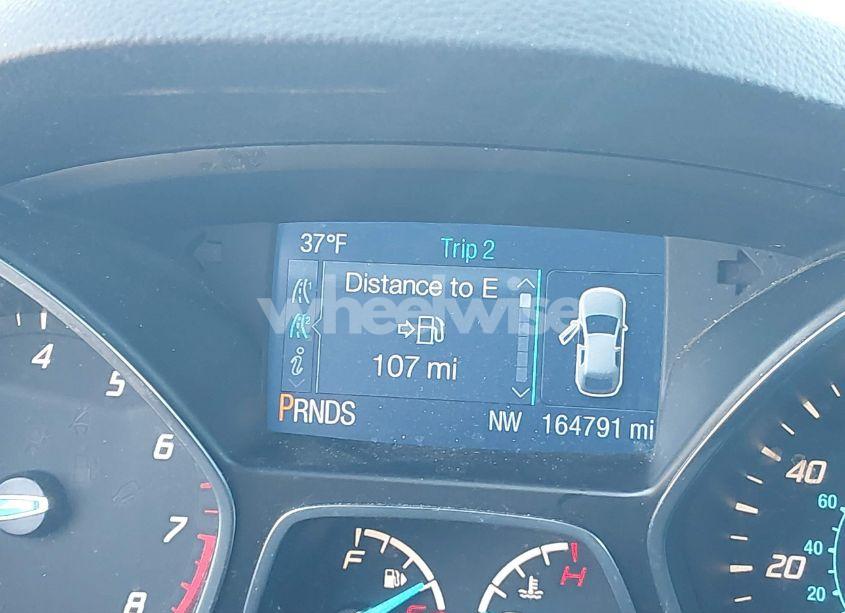 37°F
Trip 2
Distance to E
107 mi
PRNDS
NW
164791 mi
wheelwise
4
5
6
7
8
F
H
40
20
60
40
20